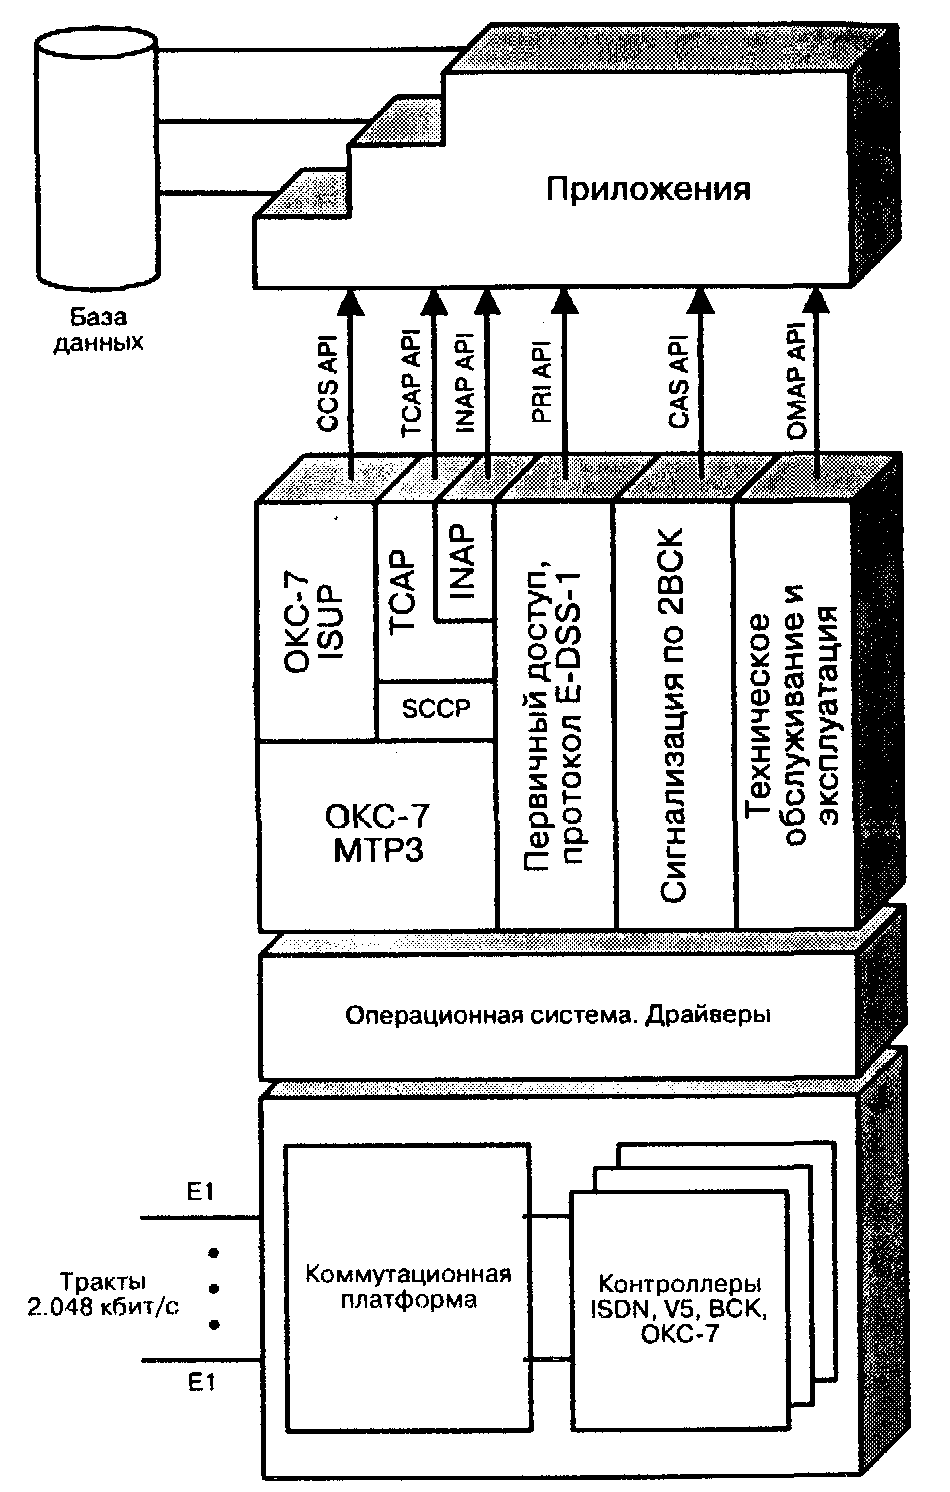 Приложения
База
данных
CCS API
TCAP API
INAP API
PRI API
CAS API
OMAP API
ОКС-7
ISUP
TCAP
INAP
SCCP
ОКС-7
МТР3
Первичный доступ,
протокол E-DSS-1
Сигнализация по 2ВСК
Техническое
обслуживание и
эксплуатация
Операционная система. Драйверы
E1
Тракты
2.048 кбит/с
E1
Коммутационная
платформа
Контроллеры
ISDN, V5, ВСК,
ОКС-7